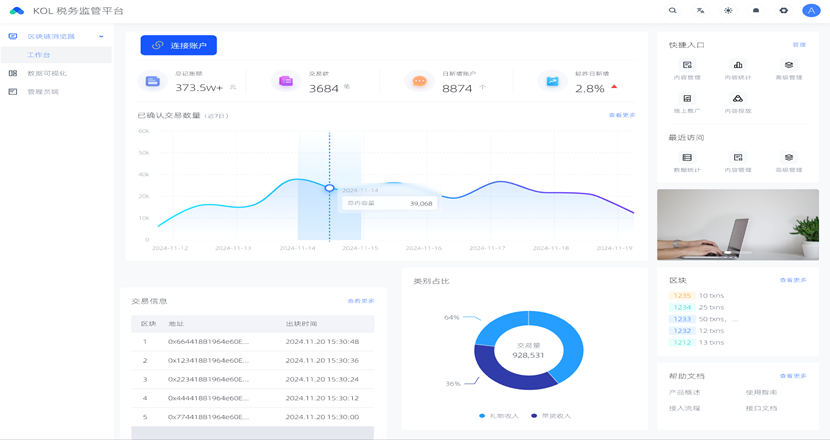 KOL 税务监管平台
A
区块链浏览器
工作台
数据可视化
管理员端
连接账户
总记账额
373.5w+ 元
交易数
3684 笔
日新增账户
8874 个
较昨日新增
2.8%
已确认交易数量 (近7日)
查看更多
60K
50K
40K
30K
20K
10K
0
2024-11-12
2024-11-13
2024-11-14
2024-11-15
2024-11-16
2024-11-17
2024-11-18
2024-11-19
2024-11-14
总内容量 39,068
交易信息
查看更多
区块 地址 出块时间
1 0x664418B1964e60E... 2024.11.20 15:30:48
2 0x123418B1964e60E... 2024.11.20 15:30:36
3 0x223418B1964e60E... 2024.11.20 15:30:24
4 0x444418B1964e60E... 2024.11.20 15:30:12
5 0x774418B1964e60E... 2024.11.20 15:30:00
类别占比
64%
36%
交易量
928,531
礼物收入
带货收入
快捷入口
管理
内容管理
内容统计
高级管理
线上推广
内容投放
最近访问
数据统计
内容管理
高级管理
区块
查看更多
1235 10 txns
1234 25 txns
1233 50 txns, ...
1232 12 txns
1212 13 txns
帮助文档
查看更多
产品概述
使用指南
接入流程
接口文档